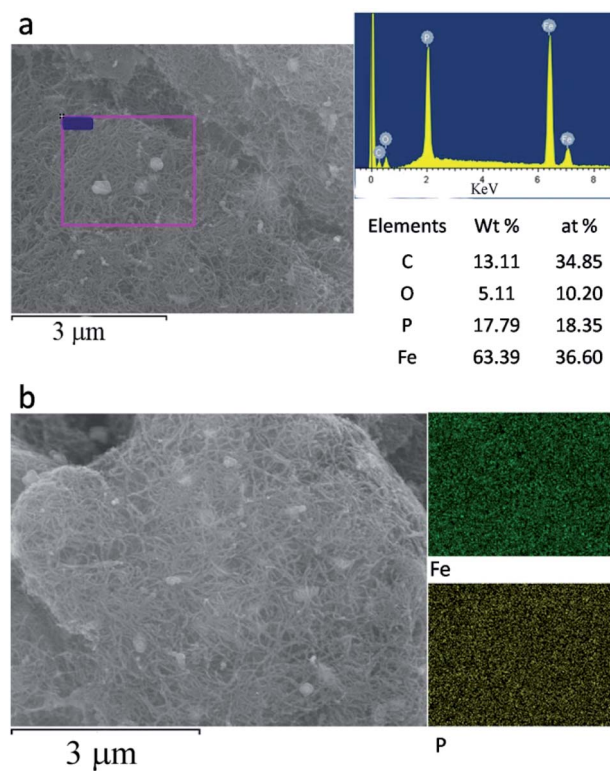 a
P
Fe
O
C
Fe
0 2 4 6 8
KeV
Elements Wt % at %
C 13.11 34.85
O 5.11 10.20
P 17.79 18.35
Fe 63.39 36.60
3 μm
b
Fe
P
3 μm